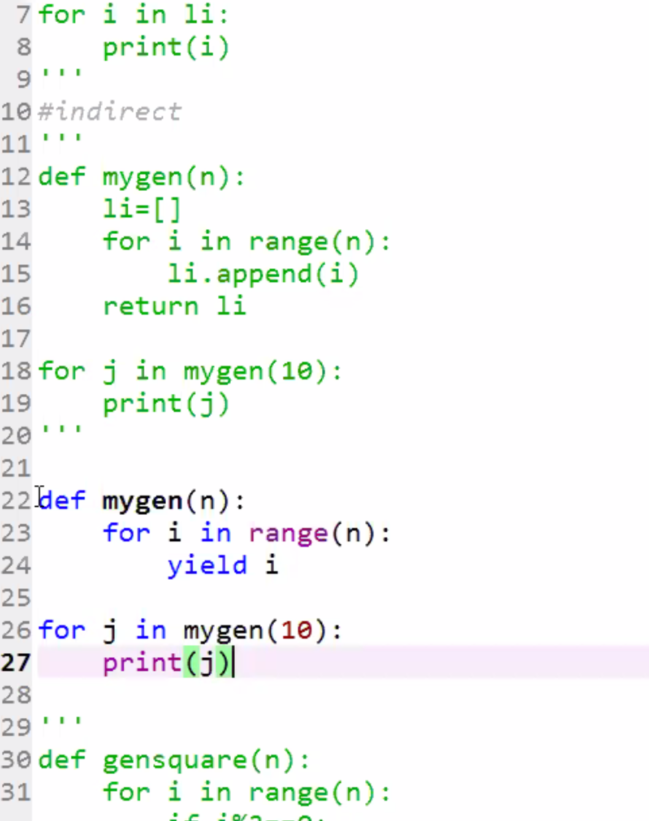 7 for i in li:
8     print(i)
9 '''
10 #indirect
11 '''
12 def mygen(n):
13     li=[]
14     for i in range(n):
15         li.append(i)
16     return li
17
18 for j in mygen(10):
19     print(j)
20 '''
21
22 def mygen(n):
23     for i in range(n):
24         yield i
25
26 for j in mygen(10):
27     print(j)
28
29 '''
30 def gensquare(n):
31     for i in range(n):
        if i%2==0: